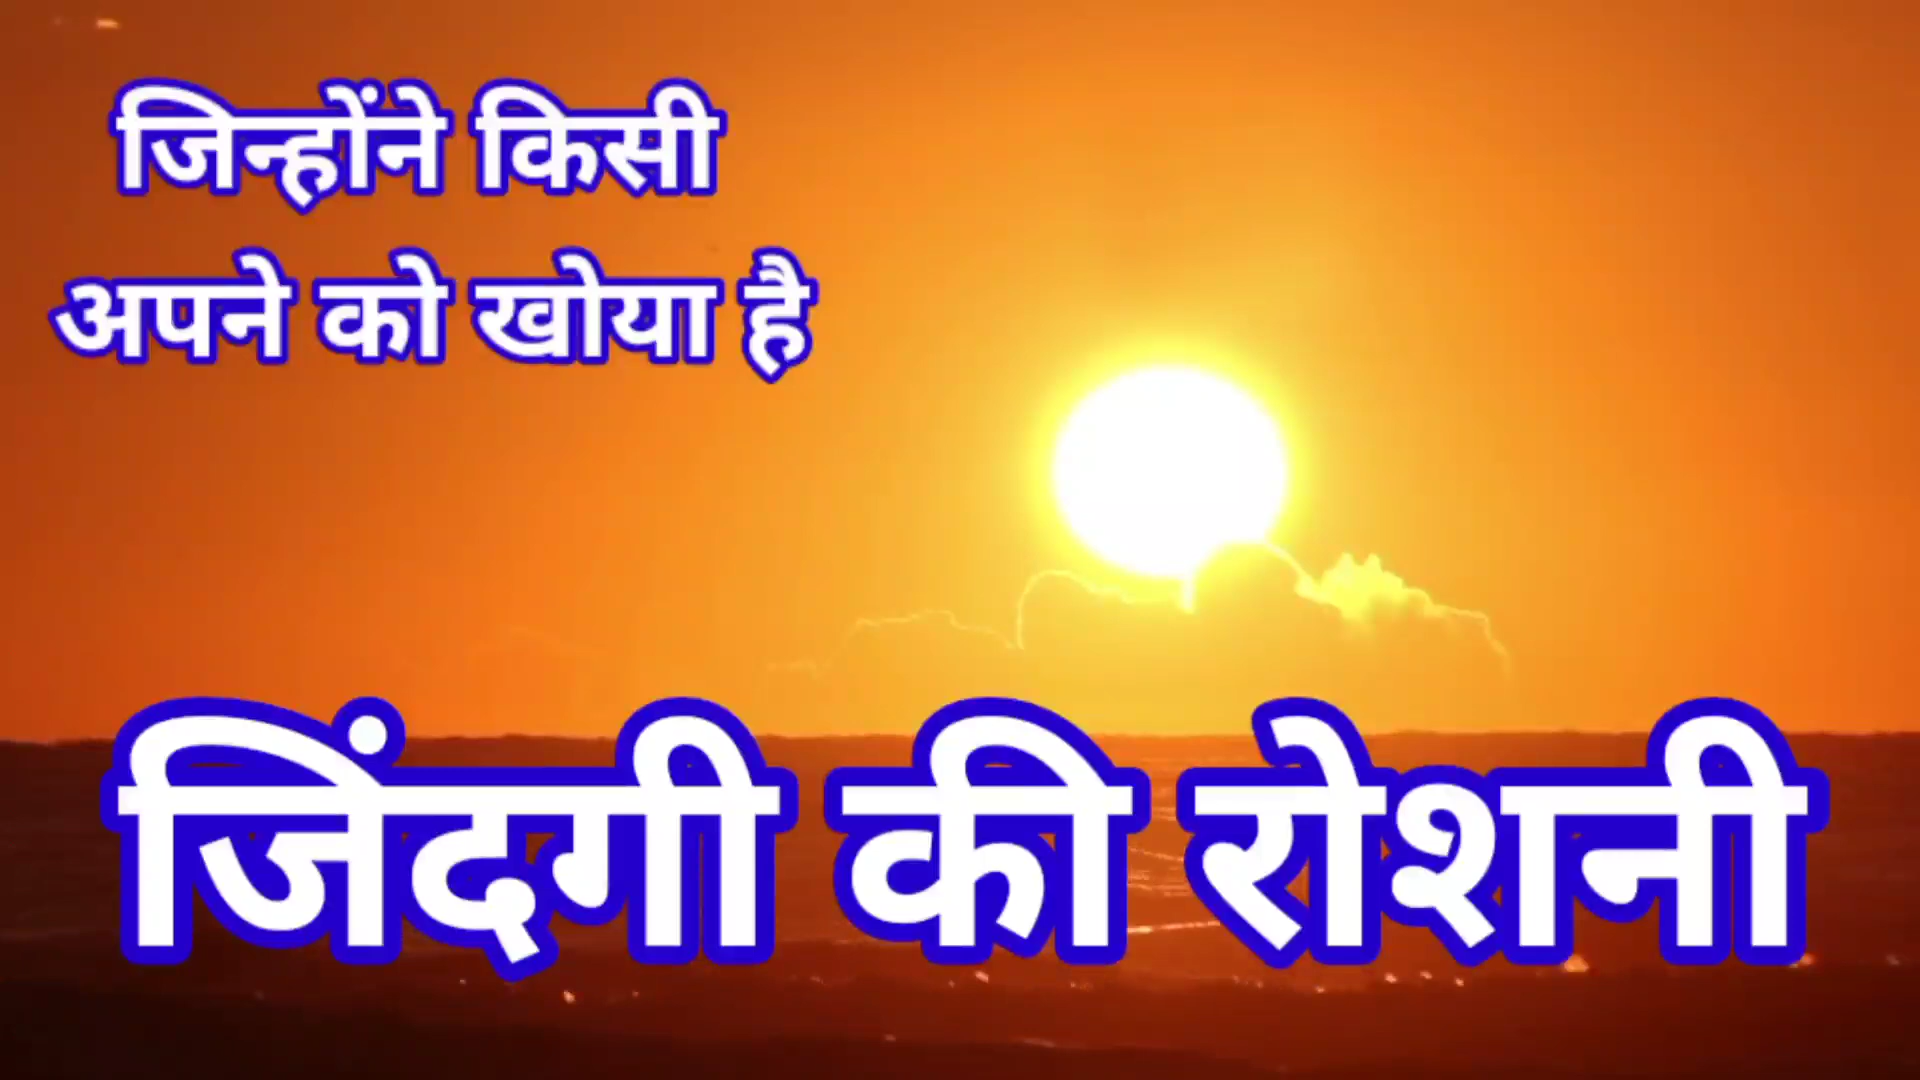 जिन्होंने किसी
अपने को खोया है
जिंदगी की रोशनी